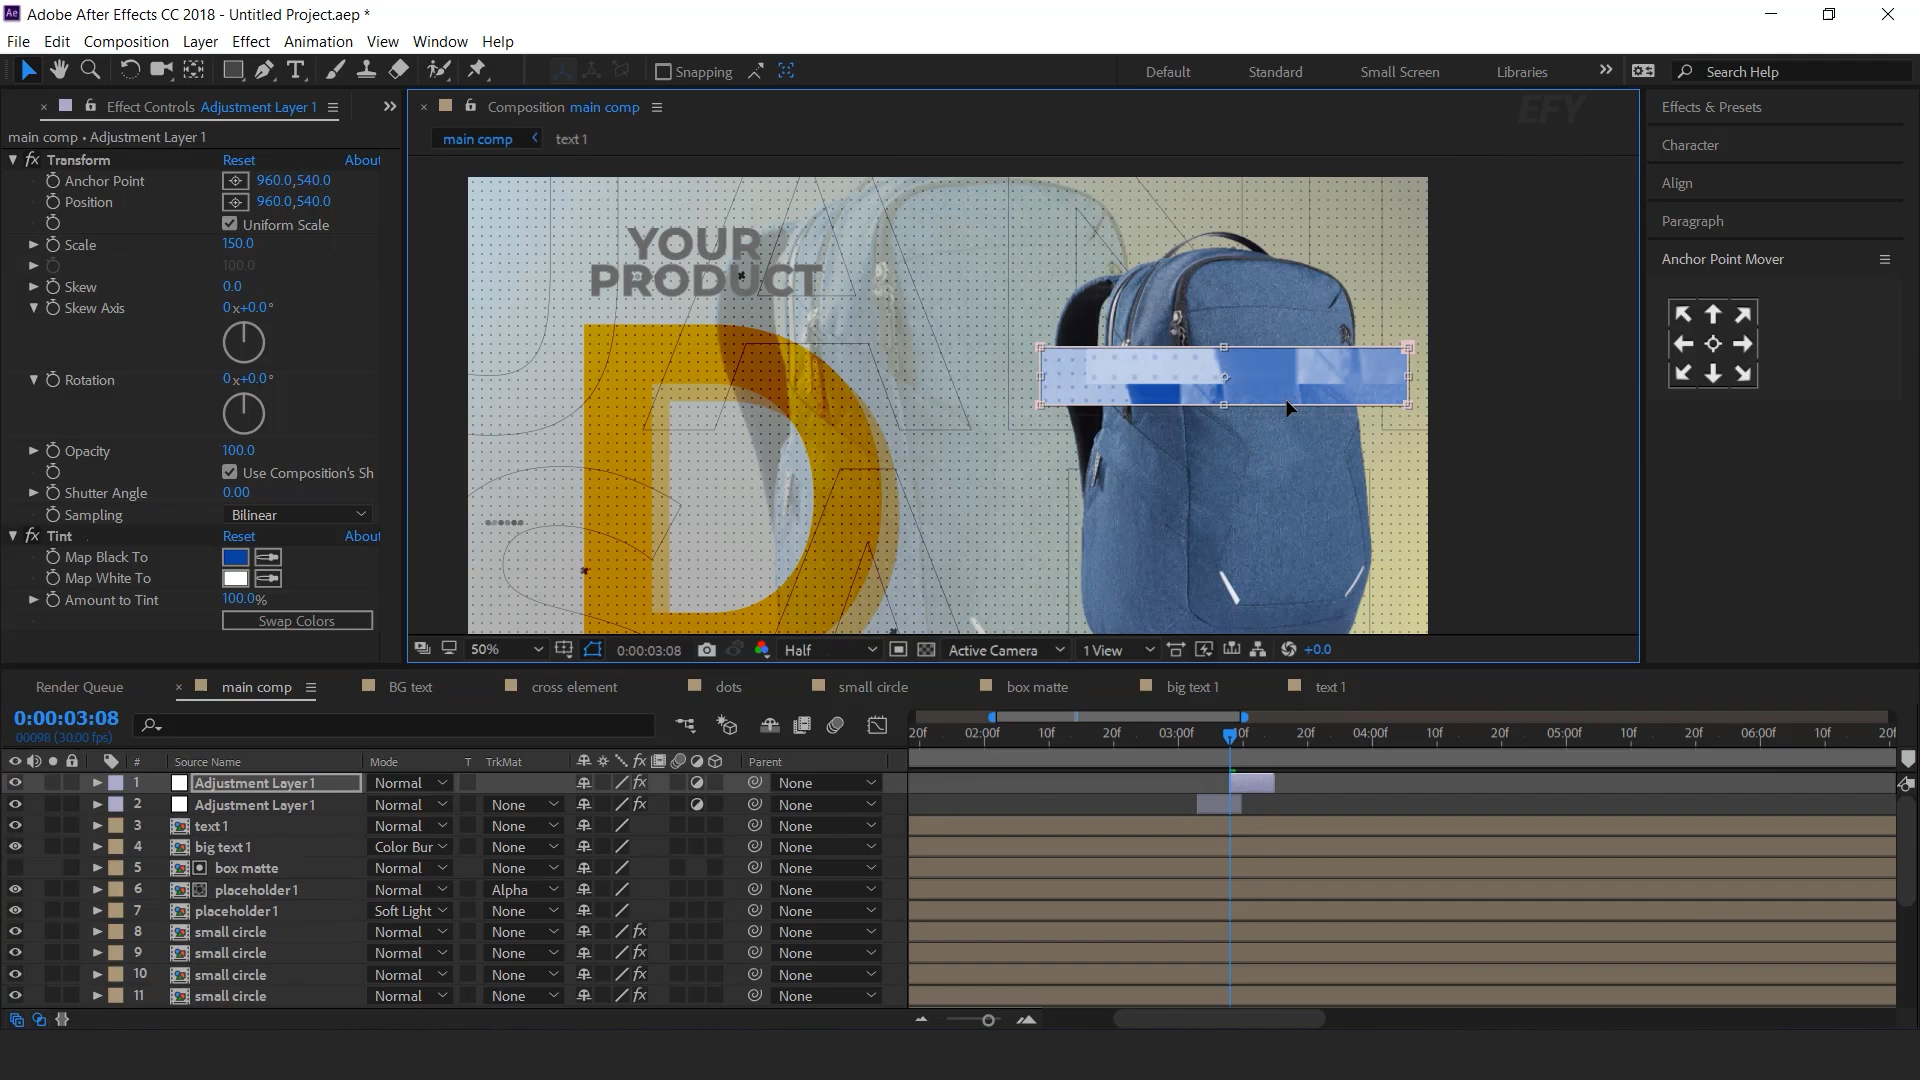 Adobe After Effects CC 2018 - Untitled Project.aep *
File Edit Composition Layer Effect Animation View Window Help
Snapping
Default Standard Small Screen Libraries Search Help
Effect Controls Adjustment Layer 1
Composition main comp
EFY
Effects & Presets
main comp • Adjustment Layer 1
main comp text 1
Character
Transform Reset About
Anchor Point 960.0,540.0
Align
Position 960.0,540.0
Uniform Scale
Paragraph
Scale 150.0
100.0
Anchor Point Mover
Skew 0.0
Skew Axis 0x+0.0°
Rotation 0x+0.0°
Opacity 100.0
Use Composition's Sh
Shutter Angle 0.00
Sampling Bilinear
Tint Reset About
Map Black To
Map White To
Amount to Tint 100.0%
Swap Colors
YOUR
PRODUCT
D
50% 0:00:03:08 Half Active Camera 1 View +0.0
Render Queue main comp BG text cross element dots small circle box matte big text 1 text 1
0:00:03:08
00098 (30.00 fps)
20f 02:00f 10f 20f 03:00f 0f 20f 04:00f 10f 20f 05:00f 10f 20f 06:00f 10f 20f
# Source Name Mode T TrkMat fx Parent
1 Adjustment Layer 1 Normal fx None
2 Adjustment Layer 1 Normal None fx None
3 text 1 Normal None None
4 big text 1 Color Bur None None
5 box matte Normal None None
6 placeholder 1 Normal Alpha None
7 placeholder 1 Soft Light None None
8 small circle Normal None fx None
9 small circle Normal None fx None
10 small circle Normal None fx None
11 small circle Normal None fx None